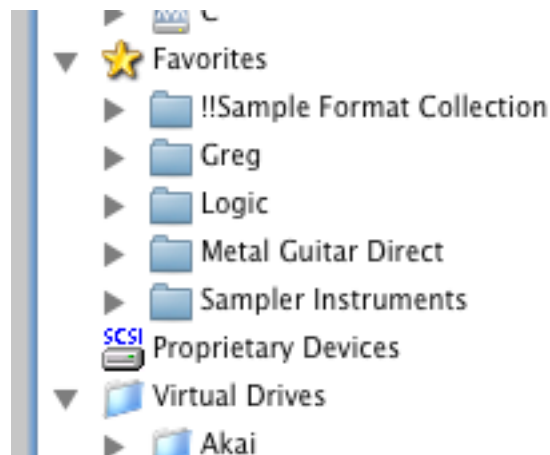 C
Favorites
!!Sample Format Collection
Greg
Logic
Metal Guitar Direct
Sampler Instruments
SCSI
Proprietary Devices
Virtual Drives
Akai